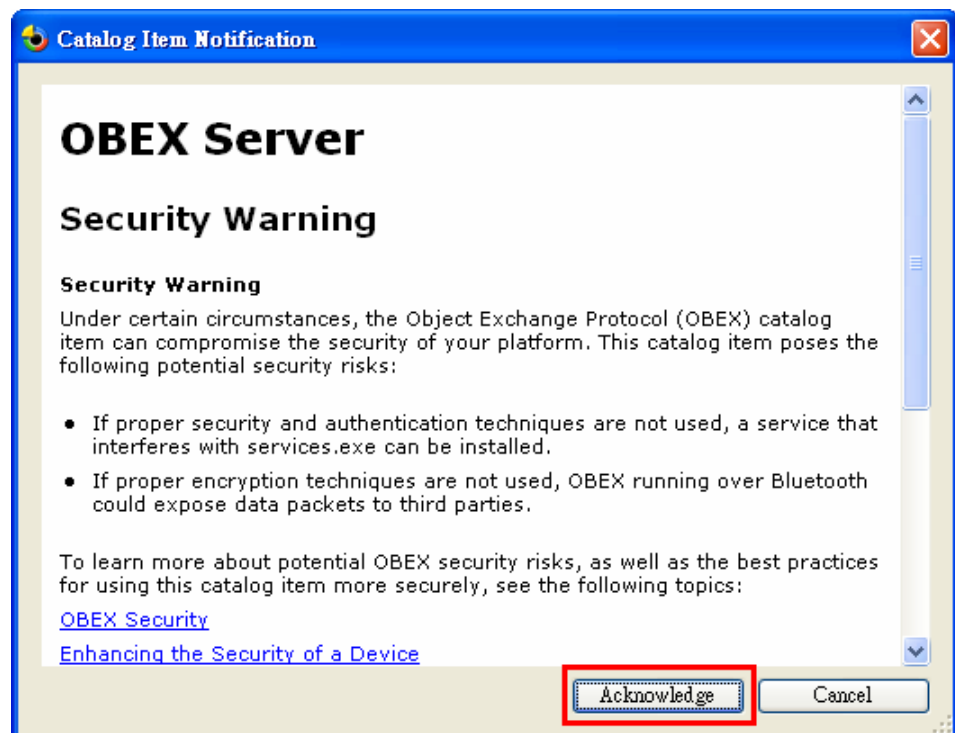 Catalog Item Notification
OBEX Server
Security Warning
Security Warning
Under certain circumstances, the Object Exchange Protocol (OBEX) catalog
item can compromise the security of your platform. This catalog item poses the
following potential security risks:
● If proper security and authentication techniques are not used, a service that
interferes with services.exe can be installed.
● If proper encryption techniques are not used, OBEX running over Bluetooth
could expose data packets to third parties.
To learn more about potential OBEX security risks, as well as the best practices
for using this catalog item more securely, see the following topics:
OBEX Security
Enhancing the Security of a Device
Acknowledge Cancel